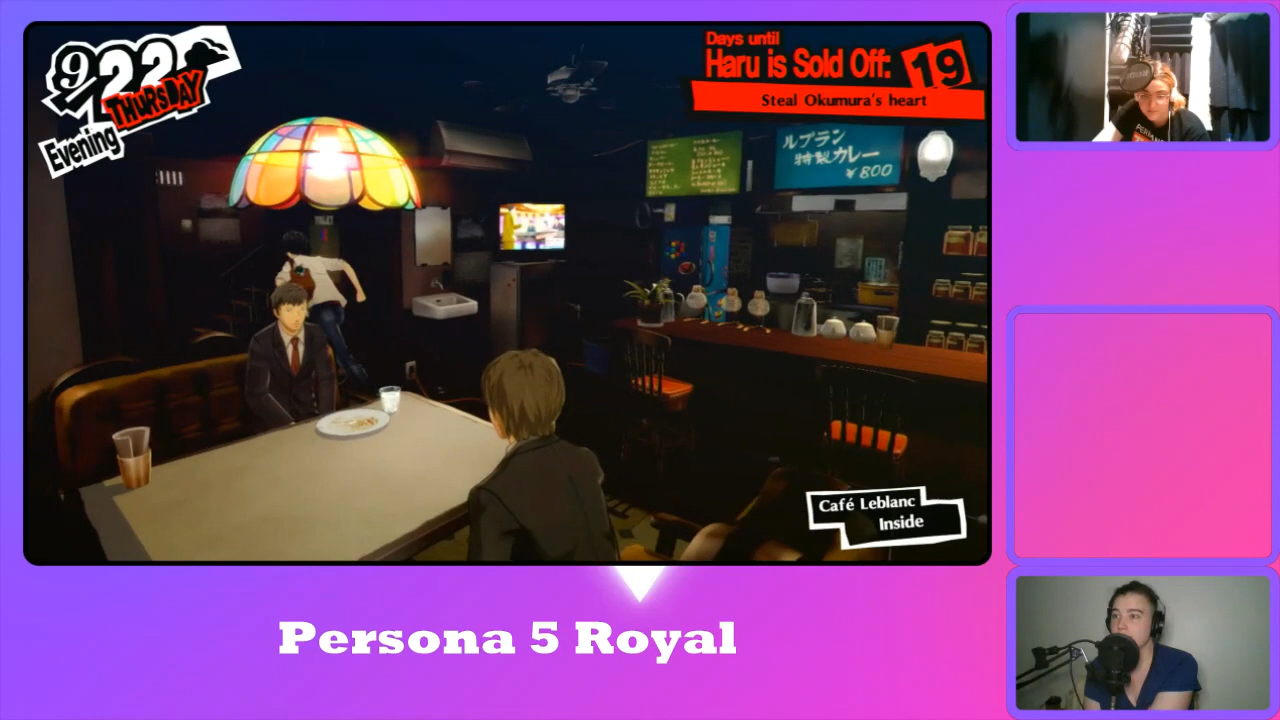 9/22
THURSDAY
Evening
Days until
Haru is Sold Off: 19
Steal Okumura's heart
TOILET
ルブラン
特製カレー
¥800
Café Leblanc
Inside
Persona 5 Royal